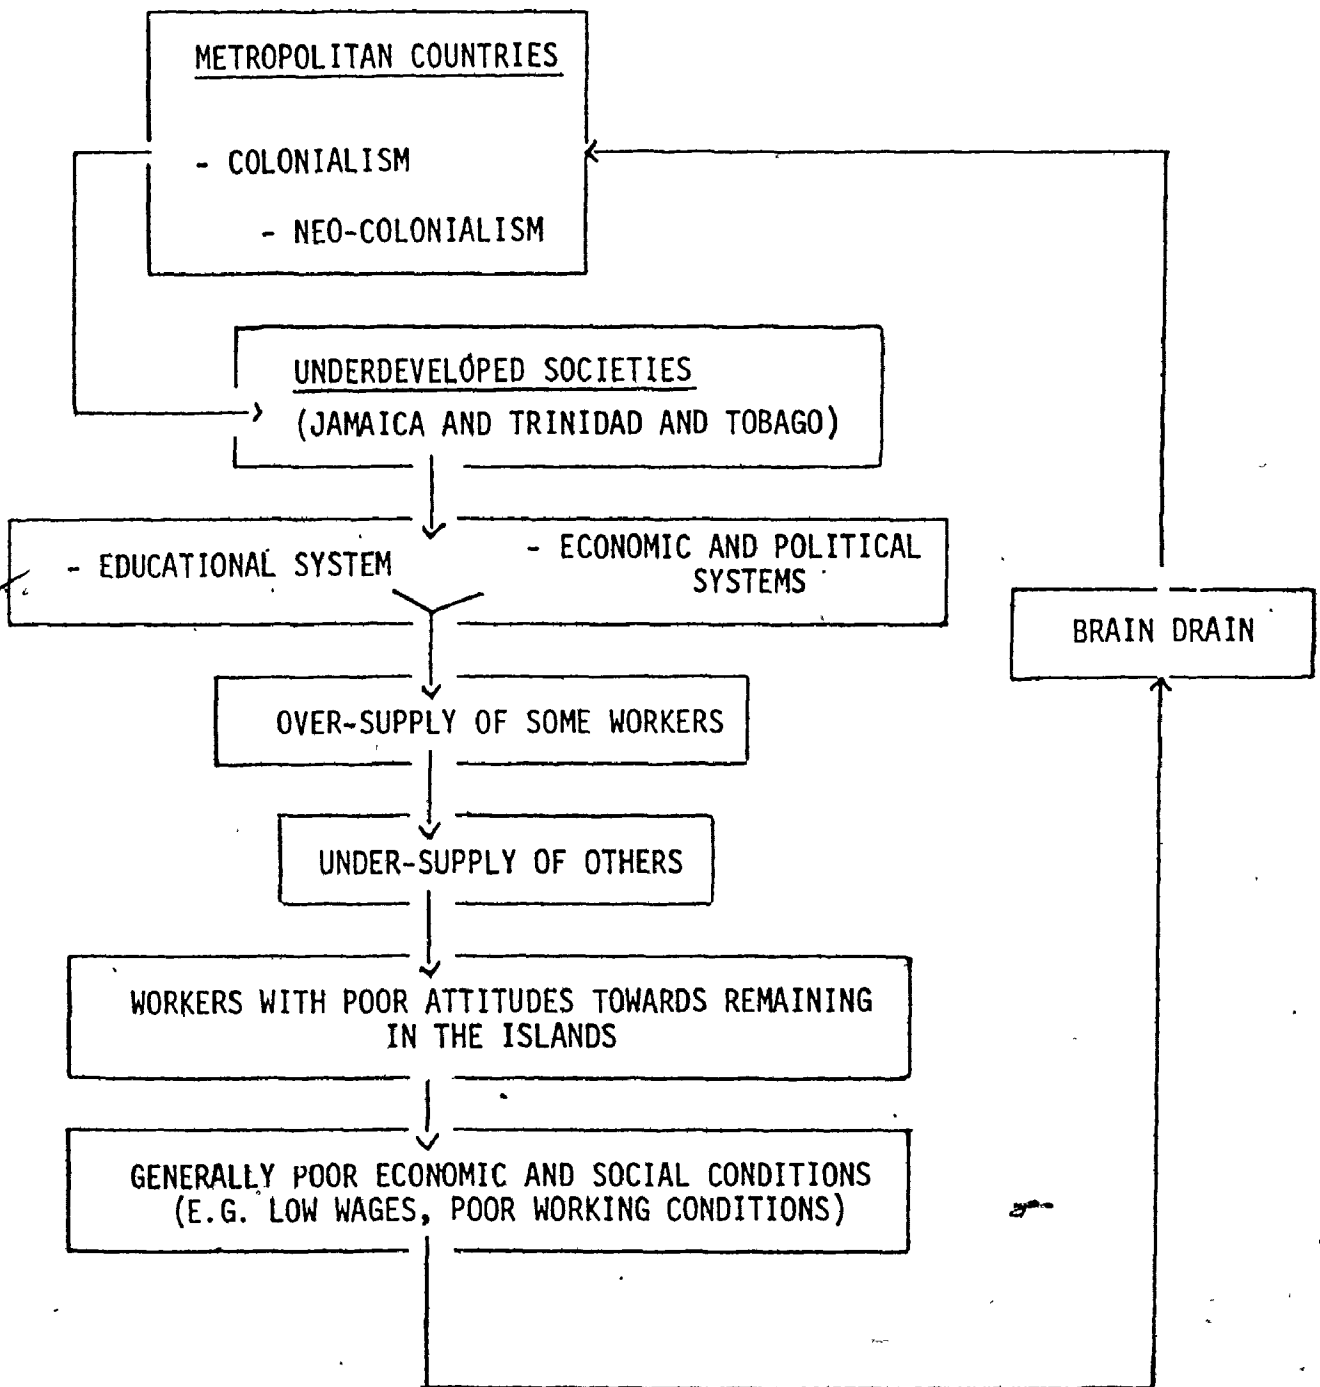 METROPOLITAN COUNTRIES
- COLONIALISM
- NEO-COLONIALISM
UNDERDEVELOPED SOCIETIES
(JAMAICA AND TRINIDAD AND TOBAGO)
- EDUCATIONAL SYSTEM
- ECONOMIC AND POLITICAL
SYSTEMS
BRAIN DRAIN
OVER-SUPPLY OF SOME WORKERS
UNDER-SUPPLY OF OTHERS
WORKERS WITH POOR ATTITUDES TOWARDS REMAINING
IN THE ISLANDS
GENERALLY POOR ECONOMIC AND SOCIAL CONDITIONS
(E.G. LOW WAGES, POOR WORKING CONDITIONS)